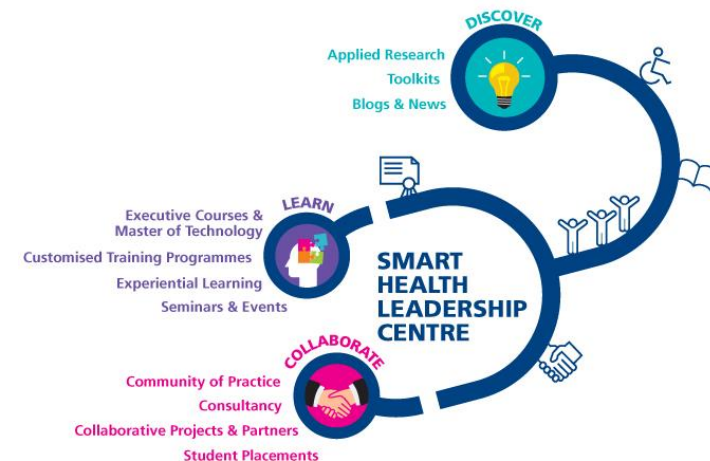 DISCOVER
Applied Research
Toolkits
Blogs & News
LEARN
Executive Courses &
Master of Technology
Customised Training Programmes
Experiential Learning
Seminars & Events
SMART
HEALTH
LEADERSHIP
CENTRE
COLLABORATE
Community of Practice
Consultancy
Collaborative Projects & Partners
Student Placements